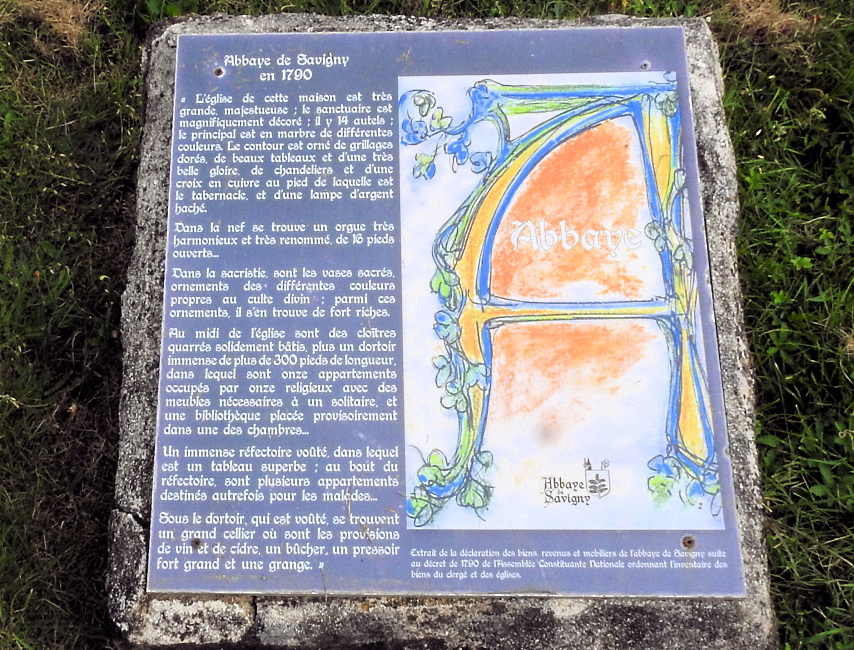 Abbaye de Savigny
en 1790
« L'église de cette maison est très
grande, majestueuse ; le sanctuaire est
magnifiquement décoré ; il y 14 autels ;
le principal est en marbre de différentes
couleurs. Le contour est orné de grillages
dorés, de beaux tableaux et d'une très
belle gloire, de chandeliers et d'une
croix en cuivre au pied de laquelle est
le tabernacle, et d'une lampe d'argent
haché.
Dans la nef se trouve un orgue très
harmonieux et très renommé, de 16 pieds
ouverts...
Dans la sacristie, sont les vases sacrés,
ornements des différentes couleurs
propres au culte divin ; parmi ces
ornements, il s'en trouve de fort riches.
Au midi de l'église sont des cloîtres
quarrés solidement bâtis, plus un dortoir
immense de plus de 300 pieds de longueur,
dans lequel sont onze appartements
occupés par onze religieux avec des
meubles nécessaires à un solitaire, et
une bibliothèque placée provisoirement
dans une des chambres...
Un immense réfectoire voûté, dans lequel
est un tableau superbe ; au bout du
réfectoire, sont plusieurs appartements
destinés autrefois pour les malades...
Sous le dortoir, qui est voûté, se trouvent
un grand cellier où sont les provisions
de vin et de cidre, un bûcher, un pressoir
fort grand et une grange. »
Abbaye
Abbaye
de
Savigny
Extrait de la déclaration des biens, revenus et mobiliers de l'abbaye de Savigny suite
au décret de 1790 de l'Assemblée Constituante Nationale ordonnant l'inventaire des
biens du clergé et des églises.